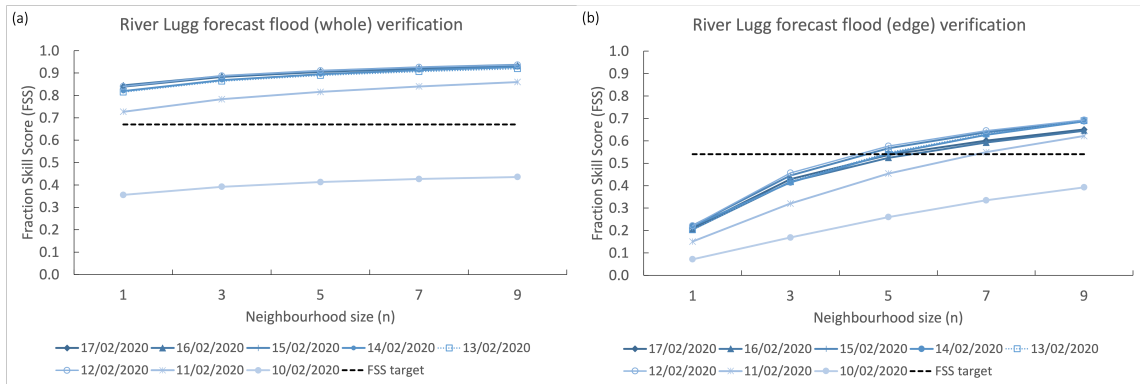 (a)
River Lugg forecast flood (whole) verification
Fraction Skill Score (FSS)
1.0
0.9
0.8
0.7
0.6
0.5
0.4
0.3
0.2
0.1
0.0
1 3 5 7 9
Neighbourhood size (n)
17/02/2020 16/02/2020 15/02/2020 14/02/2020 13/02/2020
12/02/2020 11/02/2020 10/02/2020 FSS target
(b)
River Lugg forecast flood (edge) verification
Fraction Skill Score (FSS)
1.0
0.9
0.8
0.7
0.6
0.5
0.4
0.3
0.2
0.1
0.0
1 3 5 7 9
Neighbourhood size (n)
17/02/2020 16/02/2020 15/02/2020 14/02/2020 13/02/2020
12/02/2020 11/02/2020 10/02/2020 FSS target